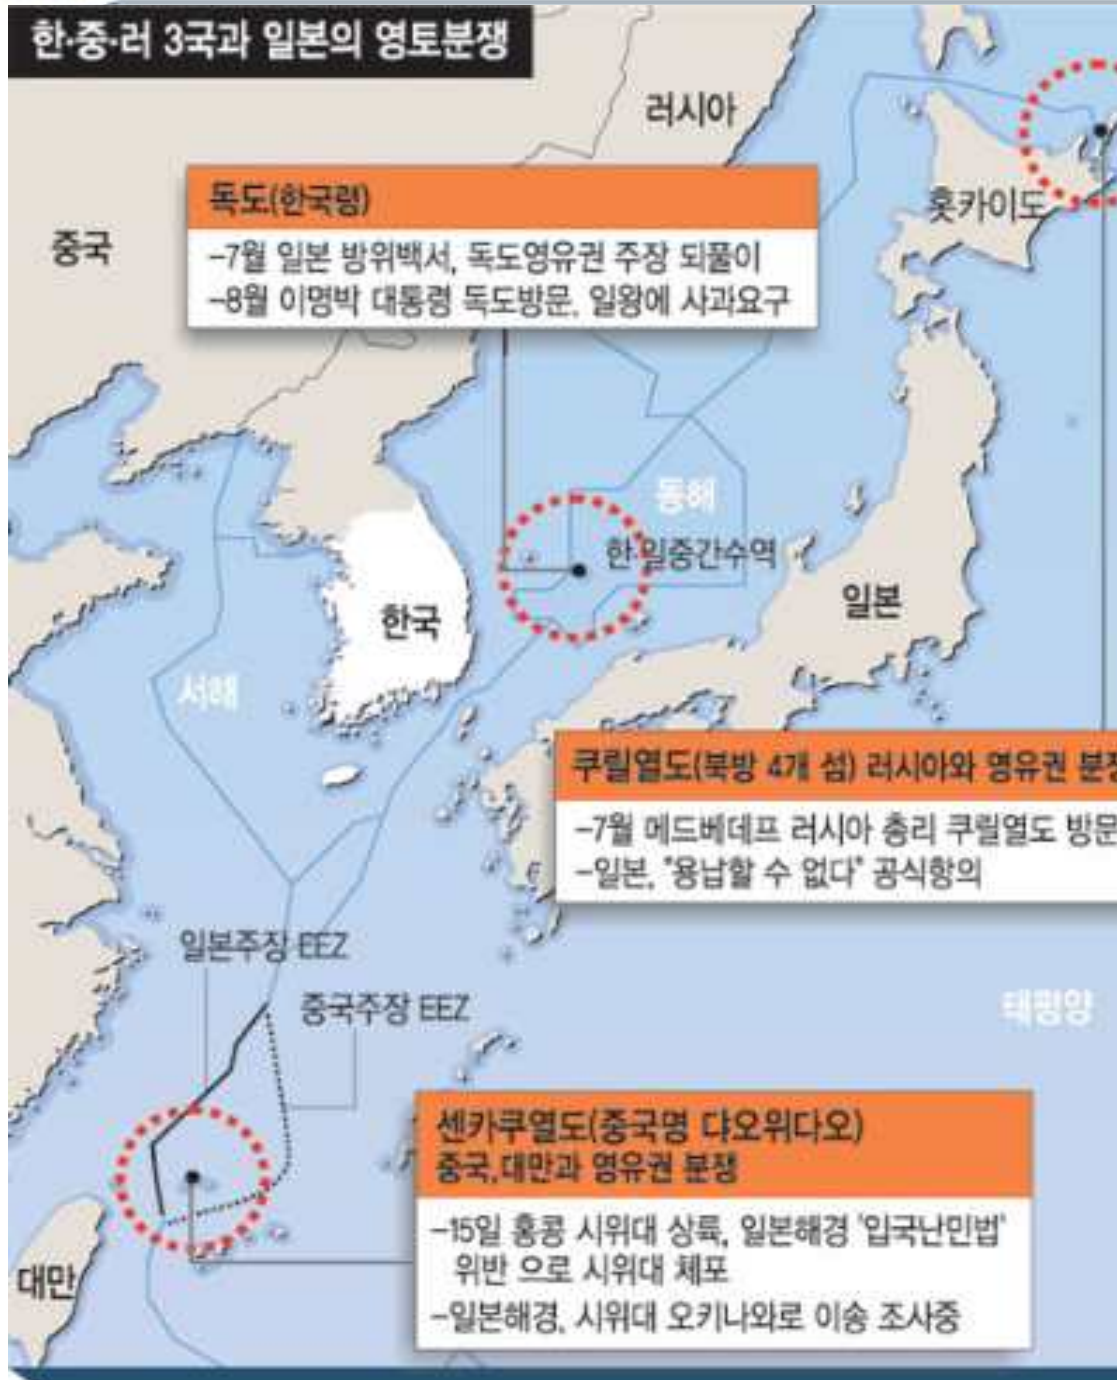 한·중·러 3국과 일본의 영토분쟁
러시아
중국
홋카이도
독도(한국령)
-7월 일본 방위백서, 독도영유권 주장 되풀이
-8월 이명박 대통령 독도방문, 일왕에 사과요구
동해
한·일중간수역
한국
일본
서해
쿠릴열도(북방 4개 섬) 러시아와 영유권 분쟁
-7월 메드베데프 러시아 총리 쿠릴열도 방문
-일본, "용납할 수 없다" 공식항의
일본주장 EEZ
중국주장 EEZ
태평양
센카쿠열도(중국명 댜오위다오)
중국,대만과 영유권 분쟁
-15일 홍콩 시위대 상륙, 일본해경 '입국난민법'
위반 으로 시위대 체포
-일본해경, 시위대 오키나와로 이송 조사중
대만